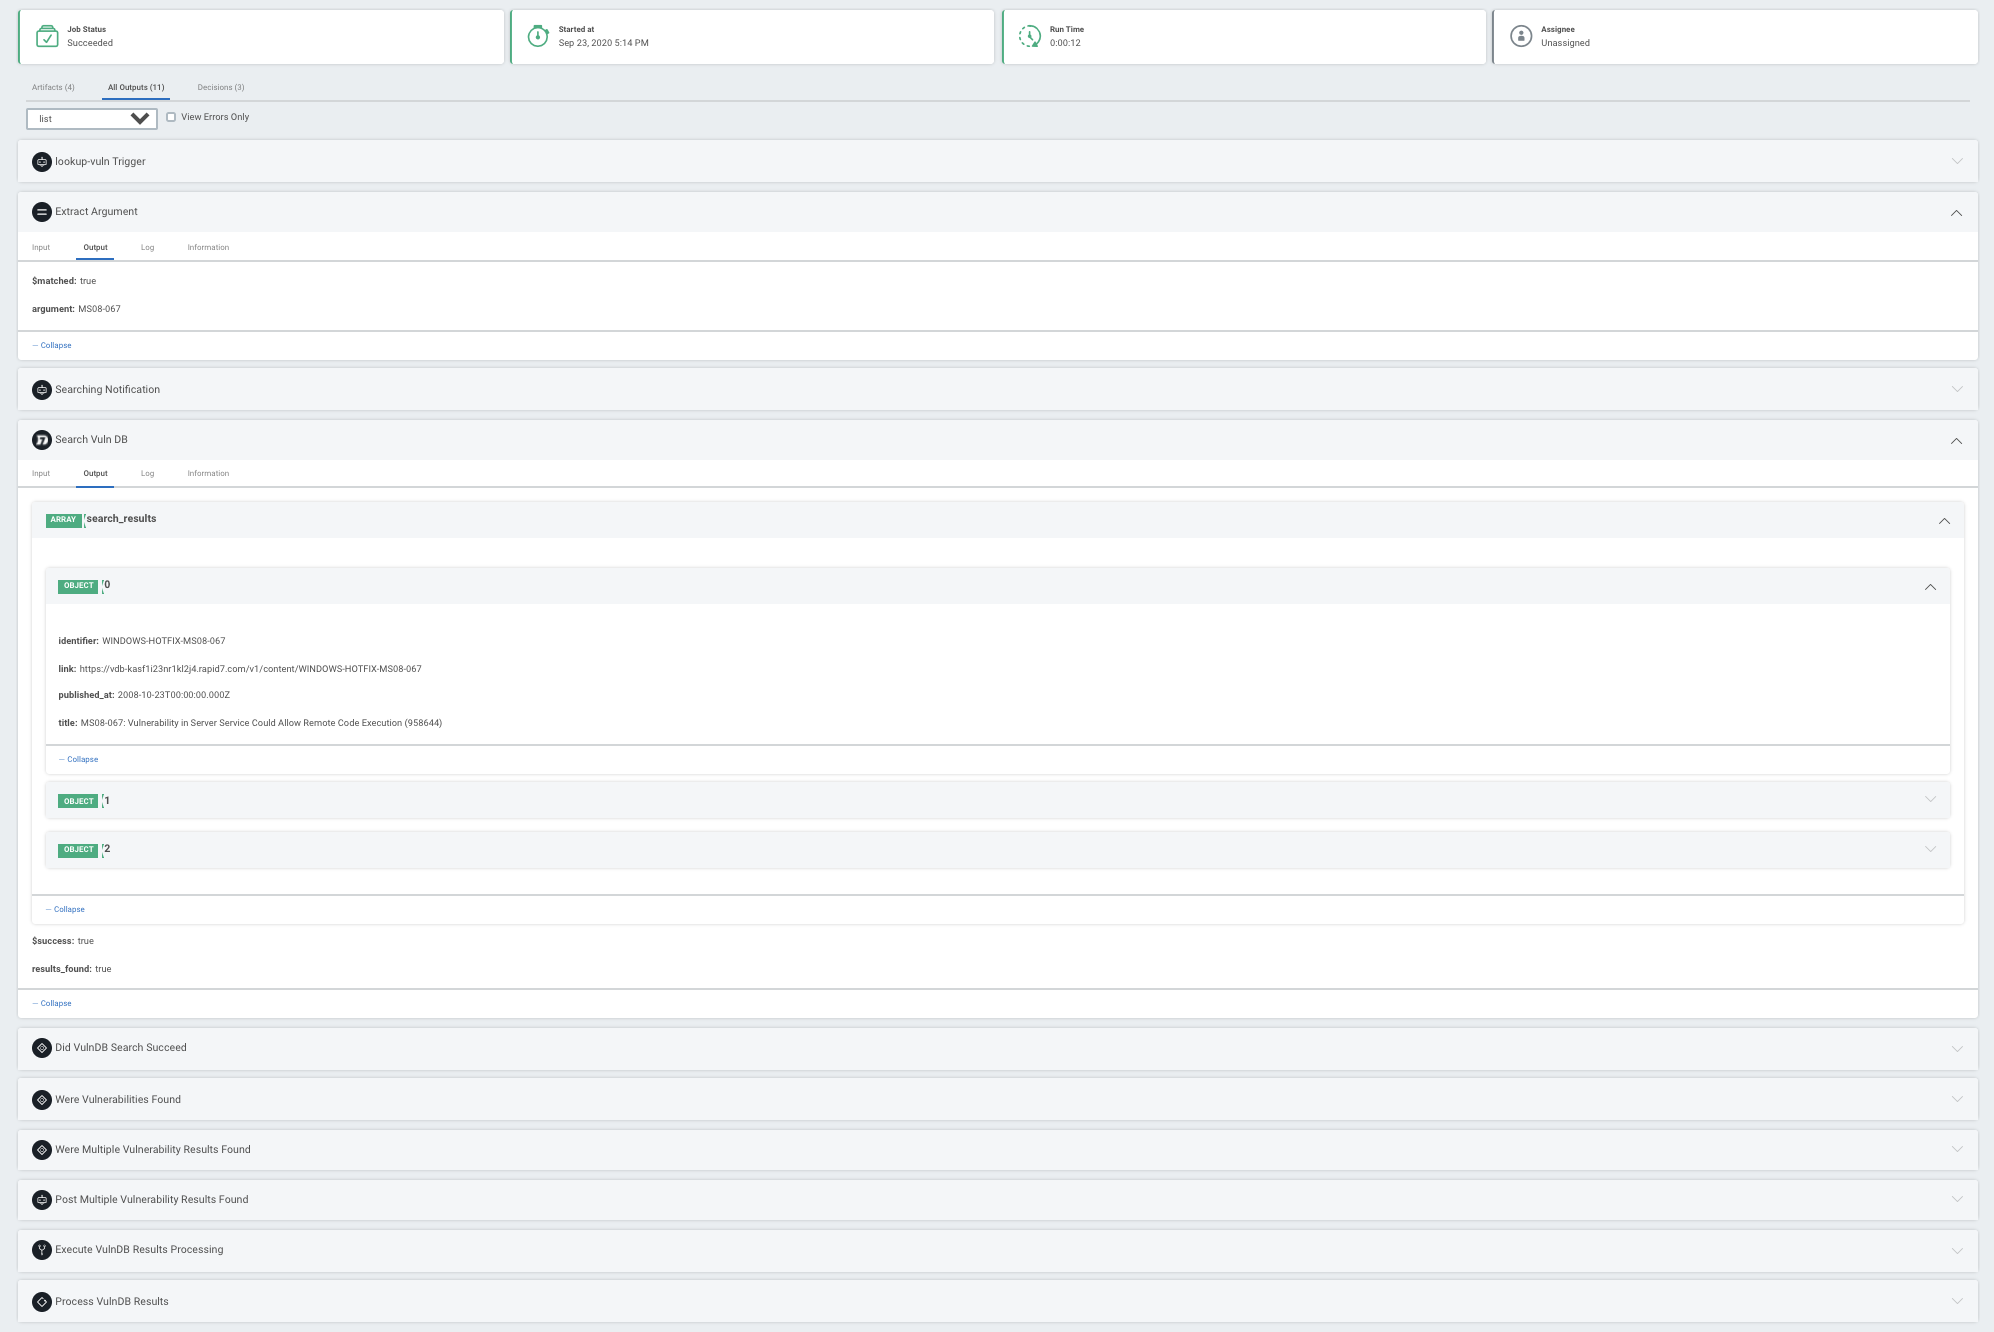 Job Status
Succeeded
Started at
Sep 23, 2020 5:14 PM
Run Time
0:00:12
Assignee
Unassigned
Artifacts (4)
All Outputs (11)
Decisions (3)
list
View Errors Only
lookup-vuln Trigger
Extract Argument
Input
Output
Log
Information
$matched: true
argument: MS08-067
— Collapse
Searching Notification
Search Vuln DB
Input
Output
Log
Information
ARRAY search_results
OBJECT 0
identifier: WINDOWS-HOTFIX-MS08-067
link: https://vdb-kasf1i23nr1kl2j4.rapid7.com/v1/content/WINDOWS-HOTFIX-MS08-067
published_at: 2008-10-23T00:00:00.000Z
title: MS08-067: Vulnerability in Server Service Could Allow Remote Code Execution (958644)
— Collapse
OBJECT 1
OBJECT 2
— Collapse
$success: true
results_found: true
— Collapse
Did VulnDB Search Succeed
Were Vulnerabilities Found
Were Multiple Vulnerability Results Found
Post Multiple Vulnerability Results Found
Execute VulnDB Results Processing
Process VulnDB Results